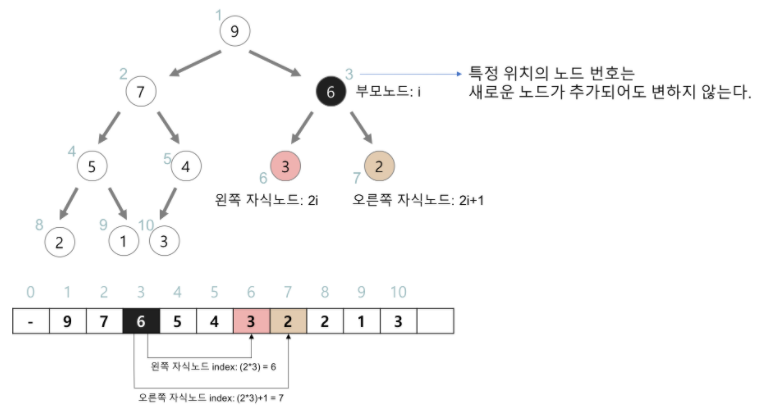 1
9
2
3
특정 위치의 노드 번호는
7
6
부모노드: i
새로운 노드가 추가되어도 변하지 않는다.
4
5
5
4
3
2
6
7
왼쪽 자식노드: 2i
오른쪽 자식노드: 2i+1
8
9
10
2
1
3
0 1 2 3 4 5 6 7 8 9 10
- 9 7 6 5 4 3 2 2 1 3
왼쪽 자식노드 index: (2*3) = 6
오른쪽 자식노드 index: (2*3)+1 = 7